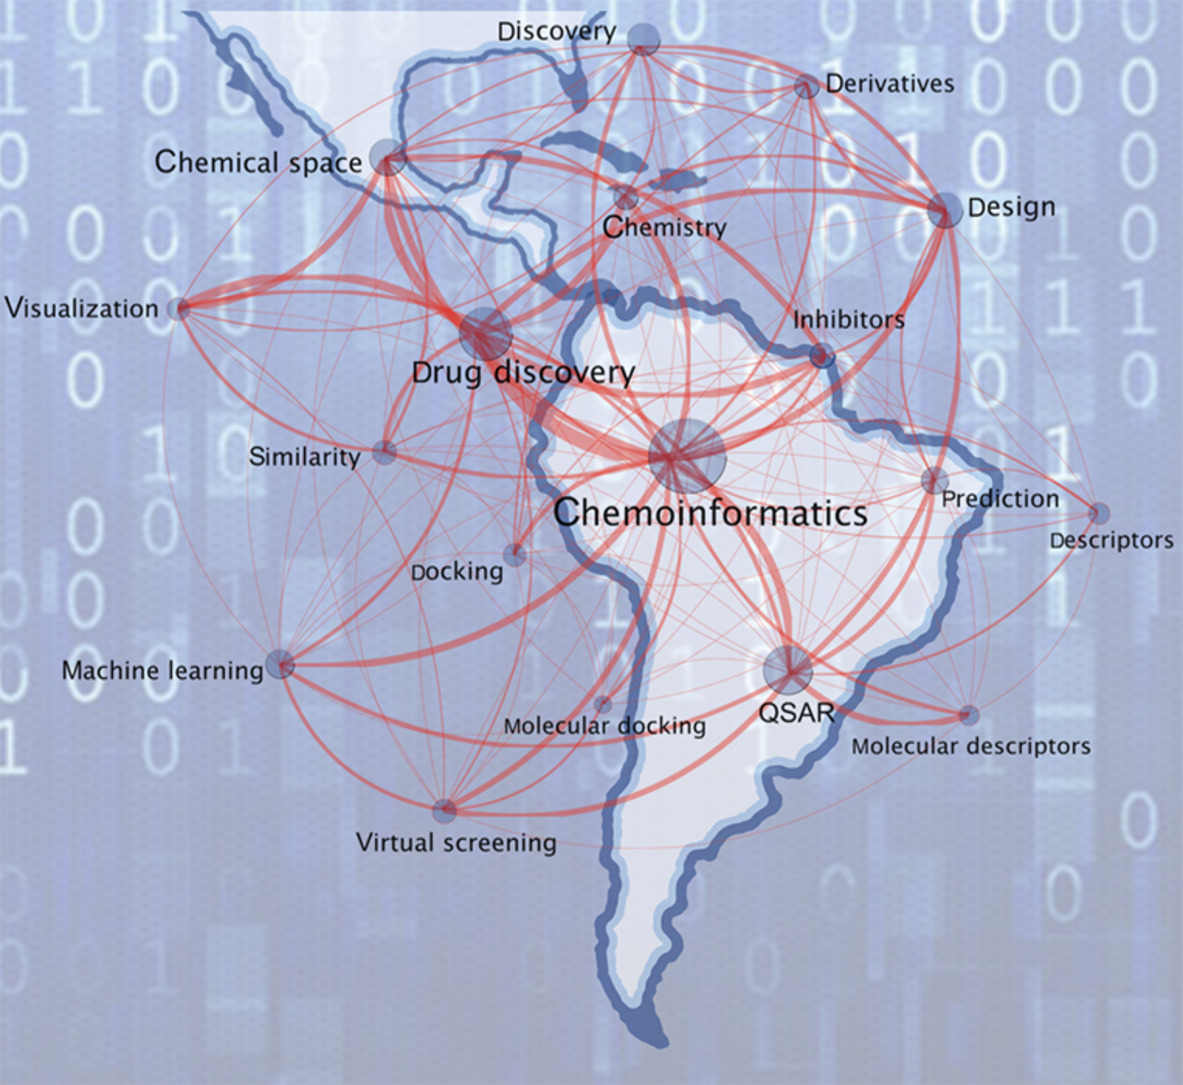 Discovery
Derivatives
Chemical space
Design
Chemistry
Visualization
Inhibitors
Drug discovery
Similarity
Chemoinformatics
Prediction
Descriptors
Docking
Machine learning
QSAR
Molecular docking
Molecular descriptors
Virtual screening